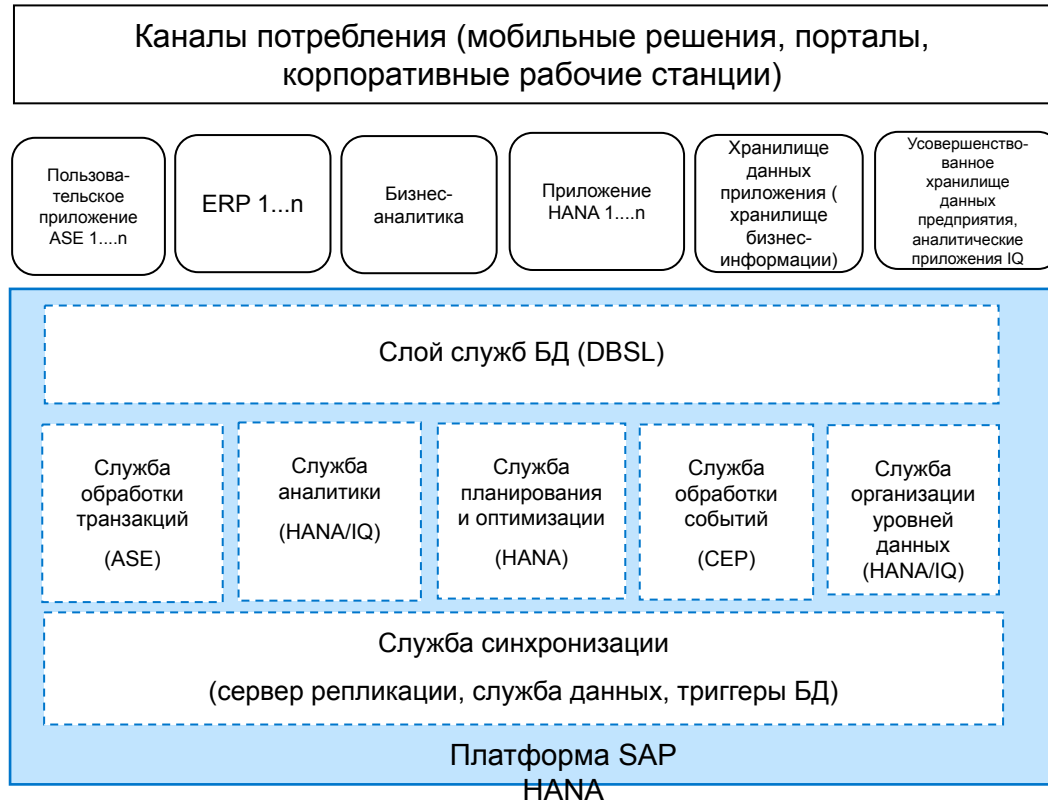 Каналы потребления (мобильные решения, порталы,
корпоративные рабочие станции)
Пользова-
тельское
приложение
ASE 1....n
ERP 1...n
Бизнес-
аналитика
Приложение
HANA 1....n
Хранилище
данных
приложения (
хранилище
бизнес-
информации)
Усовершенство-
ванное
хранилище
данных
предприятия,
аналитические
приложения IQ
Слой служб БД (DBSL)
Служба
обработки
транзакций
(ASE)
Служба
аналитики
(HANA/IQ)
Служба
планирования
и оптимизации
(HANA)
Служба
обработки
событий
(CEP)
Служба
организации
уровней
данных
(HANA/IQ)
Служба синхронизации
(сервер репликации, служба данных, триггеры БД)
Платформа SAP
HANA